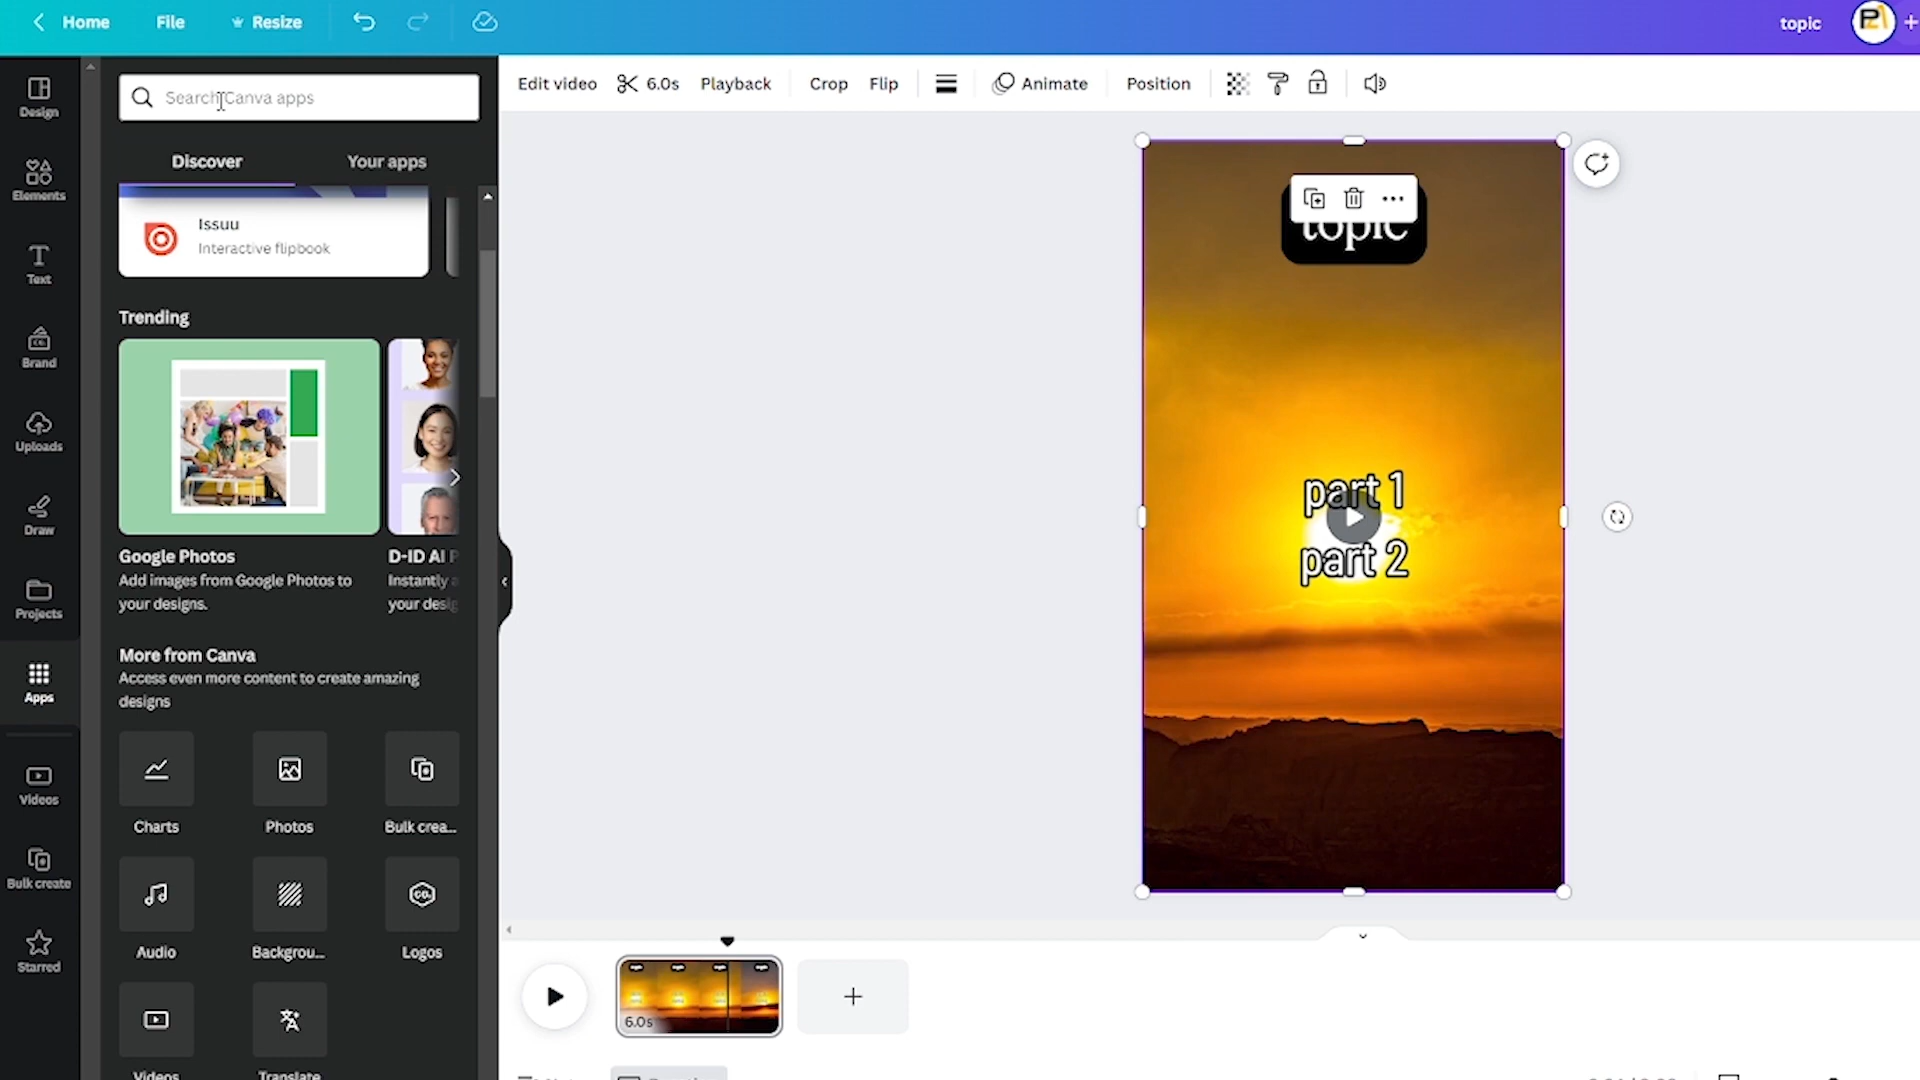 Home File Resize topic
Search Canva apps
Discover Your apps
Design
Elements
Text
Brand
Uploads
Draw
Projects
Apps
Videos
Bulk create
Starred
Issuu
Interactive flipbook
Trending
Google Photos
Add images from Google Photos to
your designs.
D-ID AI
Instantly
your
More from Canva
Access even more content to create amazing
designs
Charts Photos Bulk crea...
Audio Backgrou... Logos
Videos Translate
Edit video 6.0s Playback Crop Flip Animate Position
topic
part 1
part 2
6.0s